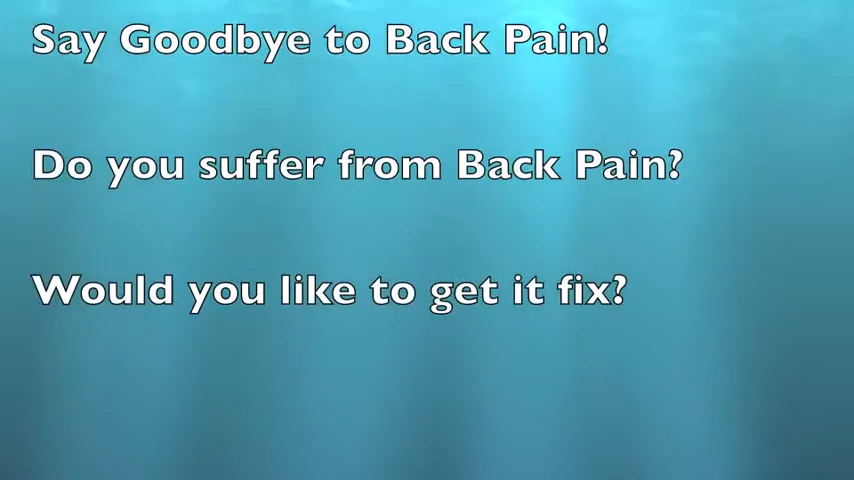 Say Goodbye to Back Pain!
Do you suffer from Back Pain?
Would you like to get it fix?